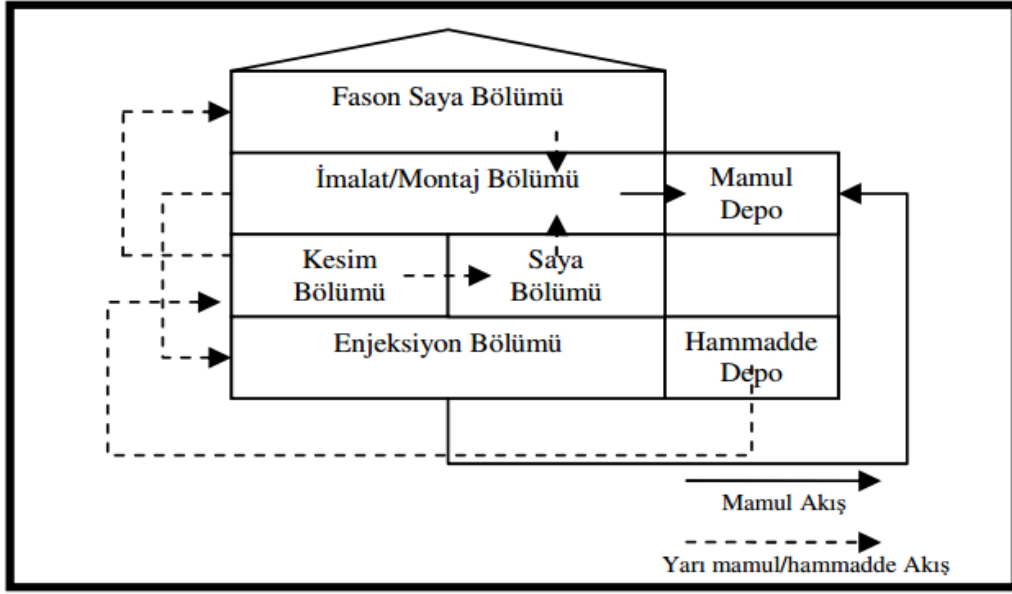 Fason Saya Bölümü
İmalat/Montaj Bölümü
Mamul
Depo
Kesim
Bölümü
Saya
Bölümü
Enjeksiyon Bölümü
Hammadde
Depo
Mamul Akış
Yarı mamul/hammadde Akış